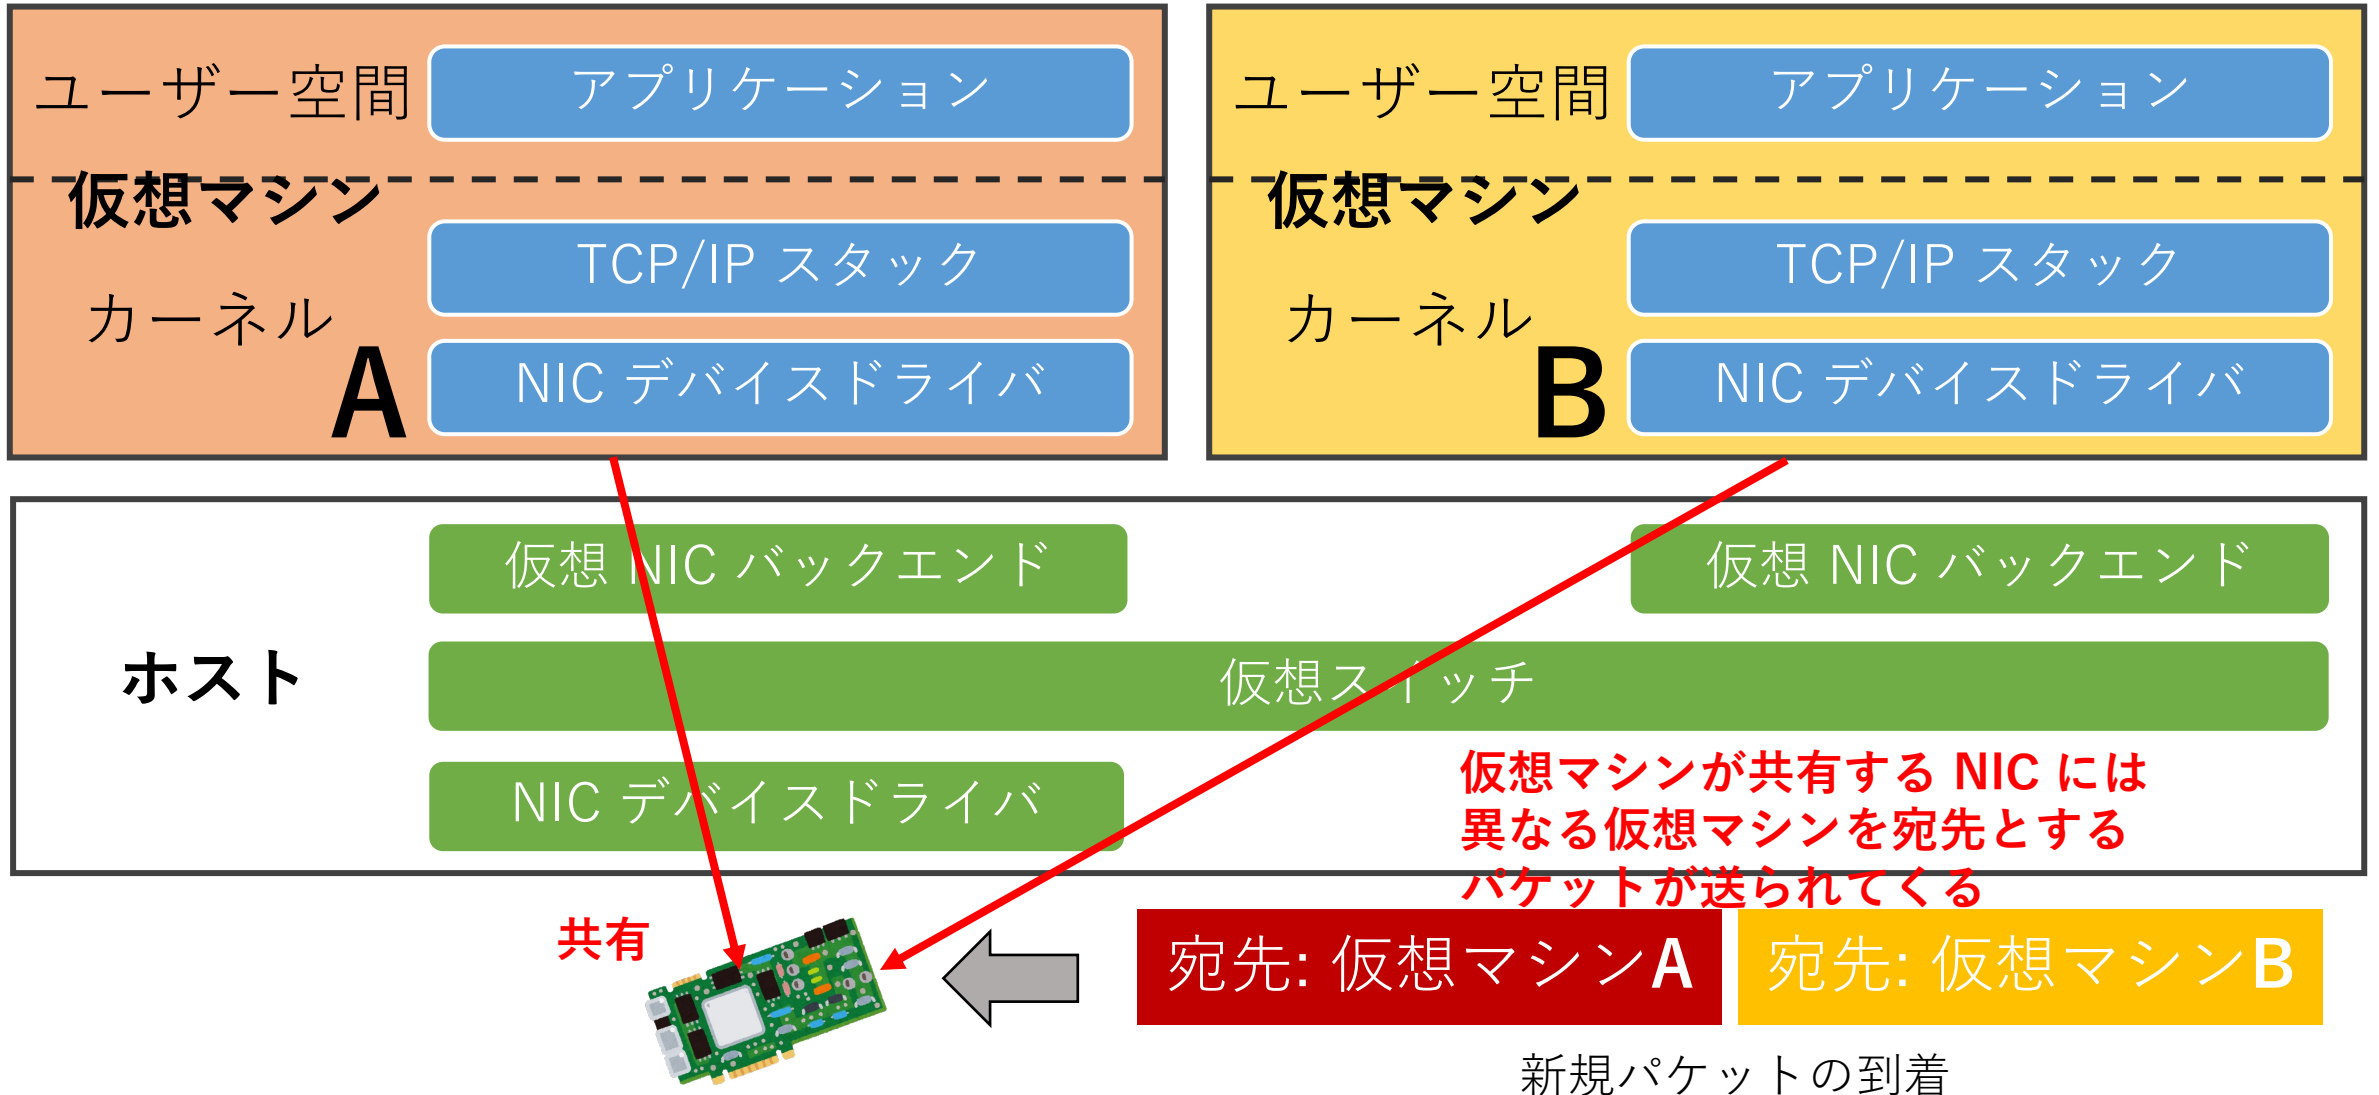 ユーザー空間
アプリケーション
仮想マシン
TCP/IP スタック
カーネル
A
NIC デバイスドライバ
ユーザー空間
アプリケーション
仮想マシン
TCP/IP スタック
カーネル
B
NIC デバイスドライバ
仮想 NIC バックエンド
仮想 NIC バックエンド
ホスト
仮想スイッチ
NIC デバイスドライバ
仮想マシンが共有する NIC には
異なる仮想マシンを宛先とする
パケットが送られてくる
共有
宛先: 仮想マシンA
宛先: 仮想マシンB
新規パケットの到着